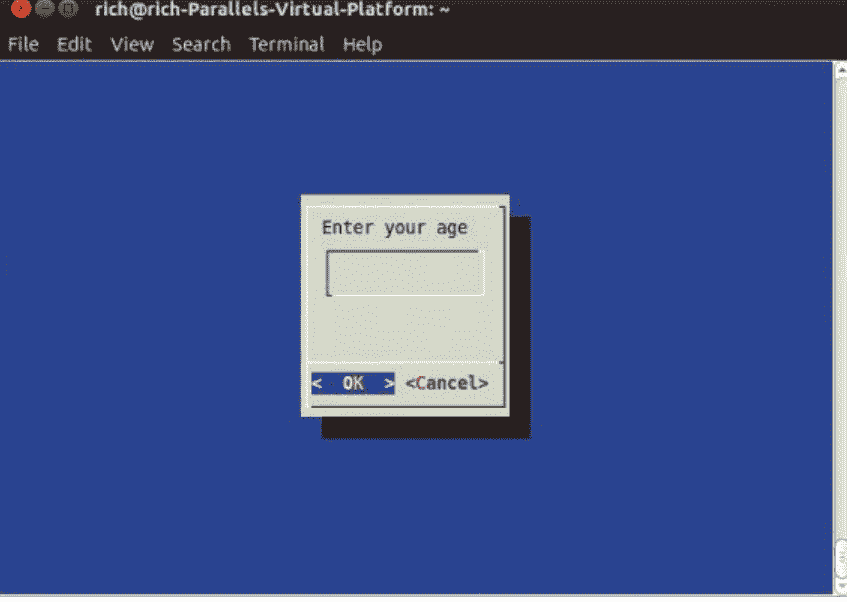 rich@rich-Parallels-Virtual-Platform: ~
File Edit View Search Terminal Help
Enter your age
< OK > <Cancel>